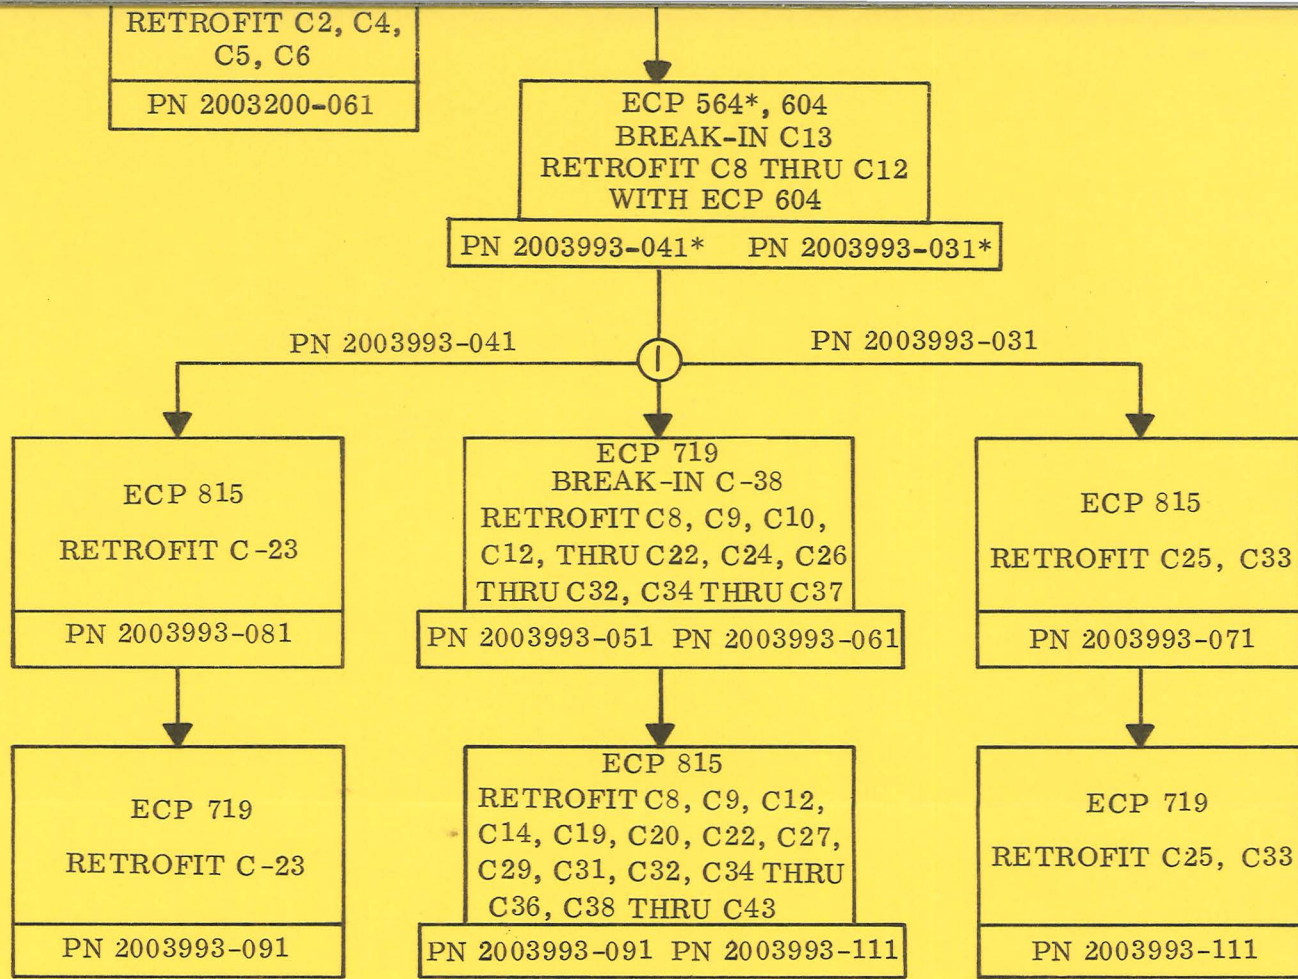 RETROFIT C2, C4,
C5, C6
PN 2003200-061
ECP 564*, 604
BREAK-IN C13
RETROFIT C8 THRU C12
WITH ECP 604
PN 2003993-041* PN 2003993-031*
PN 2003993-041
PN 2003993-031
1
ECP 815
RETROFIT C-23
PN 2003993-081
ECP 719
BREAK-IN C-38
RETROFIT C8, C9, C10,
C12, THRU C22, C24, C26
THRU C32, C34 THRU C37
PN 2003993-051 PN 2003993-061
ECP 815
RETROFIT C25, C33
PN 2003993-071
ECP 719
RETROFIT C-23
PN 2003993-091
ECP 815
RETROFIT C8, C9, C12,
C14, C19, C20, C22, C27,
C29, C31, C32, C34 THRU
C36, C38 THRU C43
PN 2003993-091 PN 2003993-111
ECP 719
RETROFIT C25, C33
PN 2003993-111